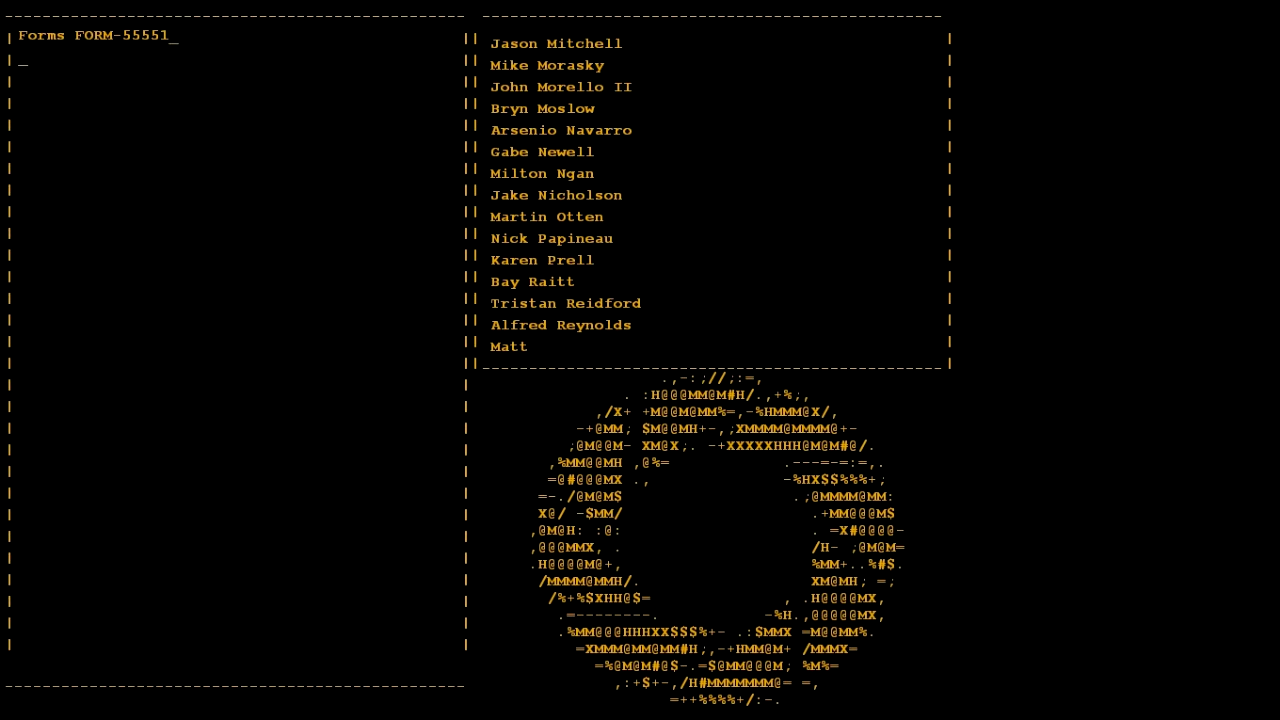 Forms FORM-55551_
_
Jason Mitchell
Mike Morasky
John Morello II
Bryn Moslow
Arsenio Navarro
Gabe Newell
Milton Ngan
Jake Nicholson
Martin Otten
Nick Papineau
Karen Prell
Bay Raitt
Tristan Reidford
Alfred Reynolds
Matt